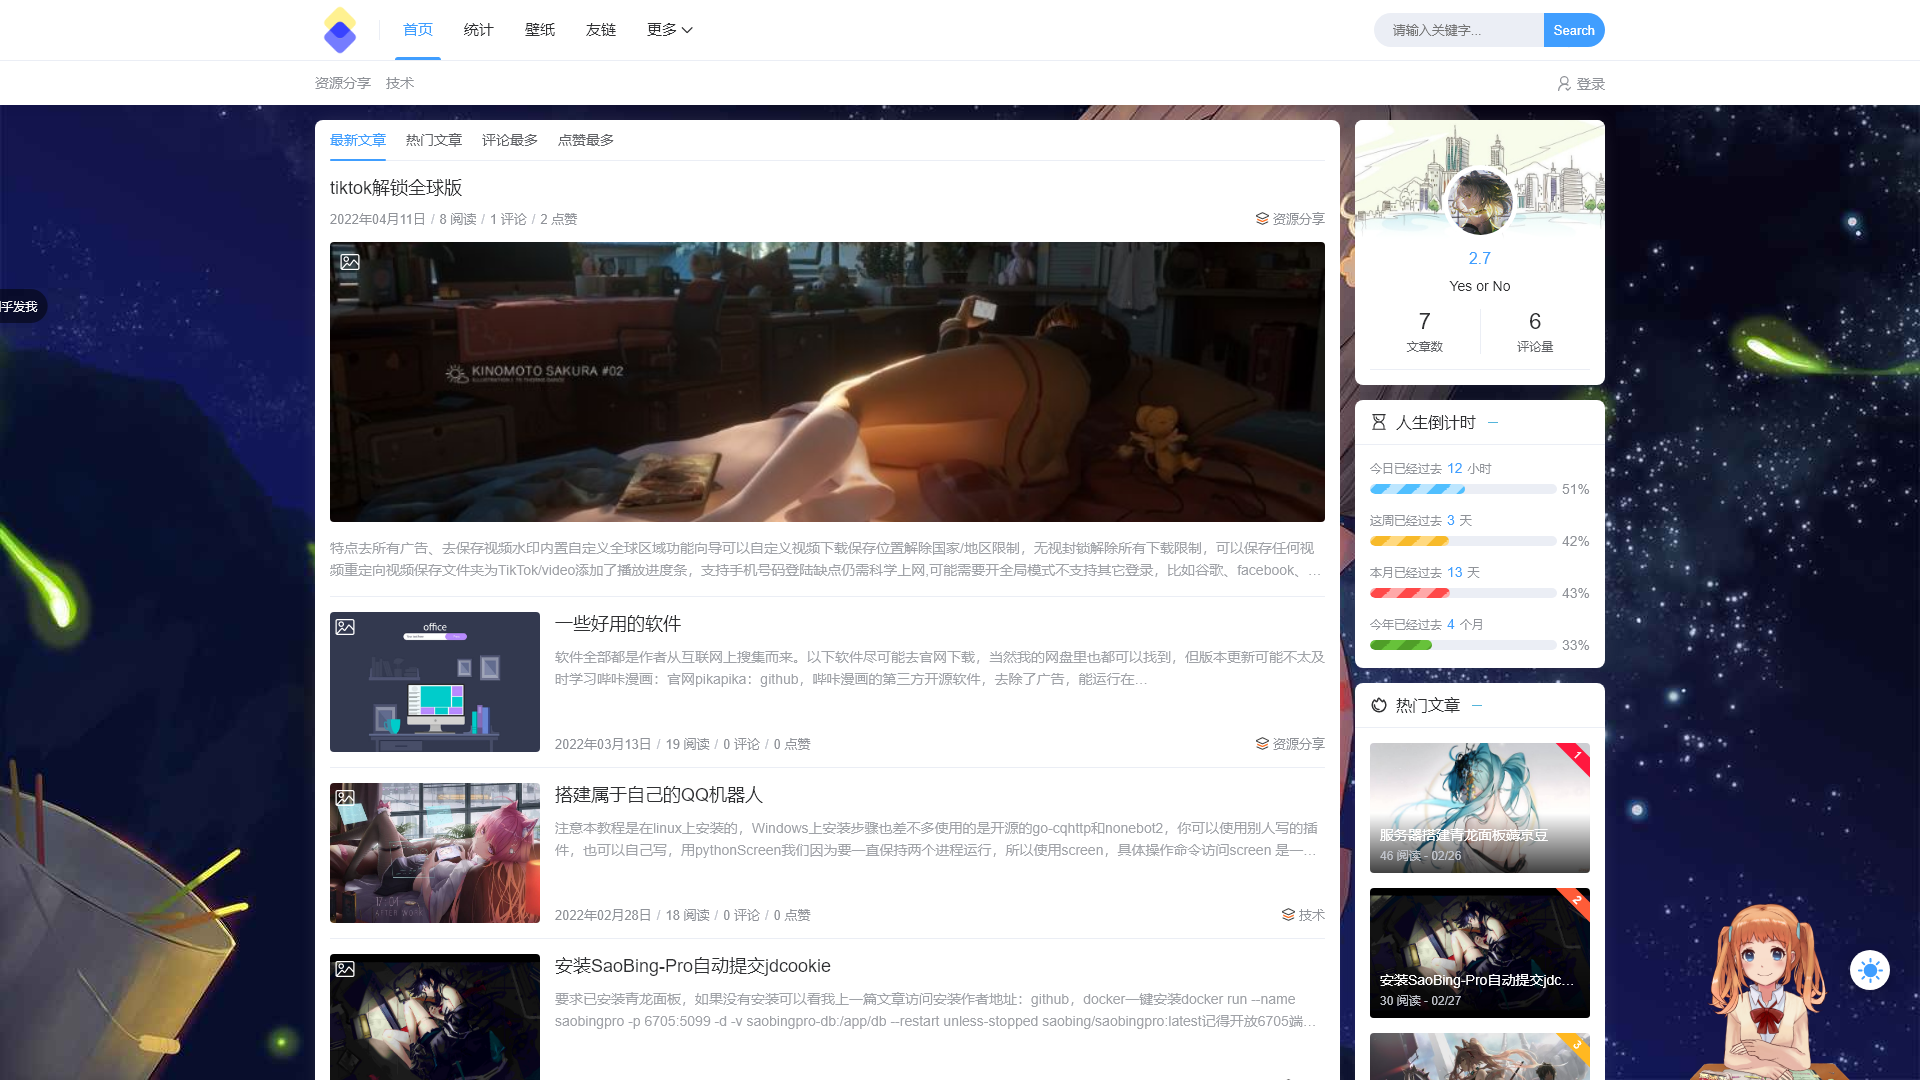 首页
统计
壁纸
友链
更多
请输入关键字...
Search
资源分享
技术
登录
最新文章
热门文章
评论最多
点赞最多
tiktok解锁全球版
2022年04月11日 / 8 阅读 / 1 评论 / 2 点赞
资源分享
KINOMOTO SAKURA #02
特点去所有广告、去保存视频水印内置自定义全球区域功能向导可以自定义视频下载保存位置解除国家/地区限制，无视封锁解除所有下载限制，可以保存任何视
频重定向视频保存文件夹为TikTok/video添加了播放进度条，支持手机号码登陆缺点仍需科学上网,可能需要开全局模式不支持其它登录，比如谷歌、facebook、...
office
一些好用的软件
软件全部都是作者从互联网上搜集而来。以下软件尽可能去官网下载，当然我的网盘里也都可以找到，但版本更新可能不太及
时学习哔咔漫画：官网pikapika：github，哔咔漫画的第三方开源软件，去除了广告，能运行在...
2022年03月13日 / 19 阅读 / 0 评论 / 0 点赞
资源分享
17:01
AFTER WORK
搭建属于自己的QQ机器人
注意本教程是在linux上安装的，Windows上安装步骤也差不多使用的是开源的go-cqhttp和nonebot2，你可以使用别人写的插
件，也可以自己写，用pythonScreen我们因为要一直保持两个进程运行，所以使用screen，具体操作命令访问screen 是一...
2022年02月28日 / 18 阅读 / 0 评论 / 0 点赞
技术
安装SaoBing-Pro自动提交jdcookie
要求已安装青龙面板，如果没有安装可以看我上一篇文章访问安装作者地址：github，docker一键安装docker run --name
saobingpro -p 6705:5099 -d -v saobingpro-db:/app/db --restart unless-stopped saobing/saobingpro:latest记得开放6705端...
乎发我
2.7
Yes or No
7
文章数
6
评论量
人生倒计时
今日已经过去 12 小时
51%
这周已经过去 3 天
42%
本月已经过去 13 天
43%
今年已经过去 4 个月
33%
热门文章
1
服务器搭建青龙面板薅京豆
46 阅读 - 02/26
2
安装SaoBing-Pro自动提交jdc...
30 阅读 - 02/27
3